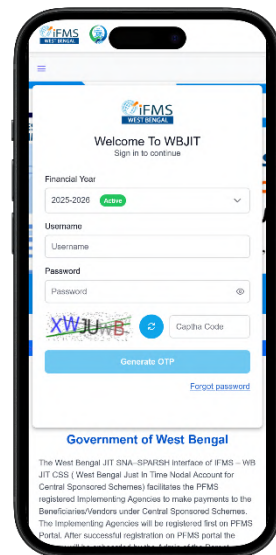 iFMS
WEST BENGAL
iFMS
WEST BENGAL
Welcome To WBJIT
Sign in to continue
Financial Year
2025-2026 Active
Username
Username
Password
Password
XWJUWB Captha Code
Generate OTP
Forgot password
Government of West Bengal
The West Bengal JIT SNA–SPARSH interface of IFMS – WB
JIT CSS ( West Bengal Just In Time Nodal Account for
Central Sponsored Schemes) facilitates the PFMS
registered Implementing Agencies to make payments to the
Beneficiaries/Vendors under Central Sponsored Schemes.
The Implementing Agencies will be registered first on PFMS
Portal. After successful registration on PFMS portal the